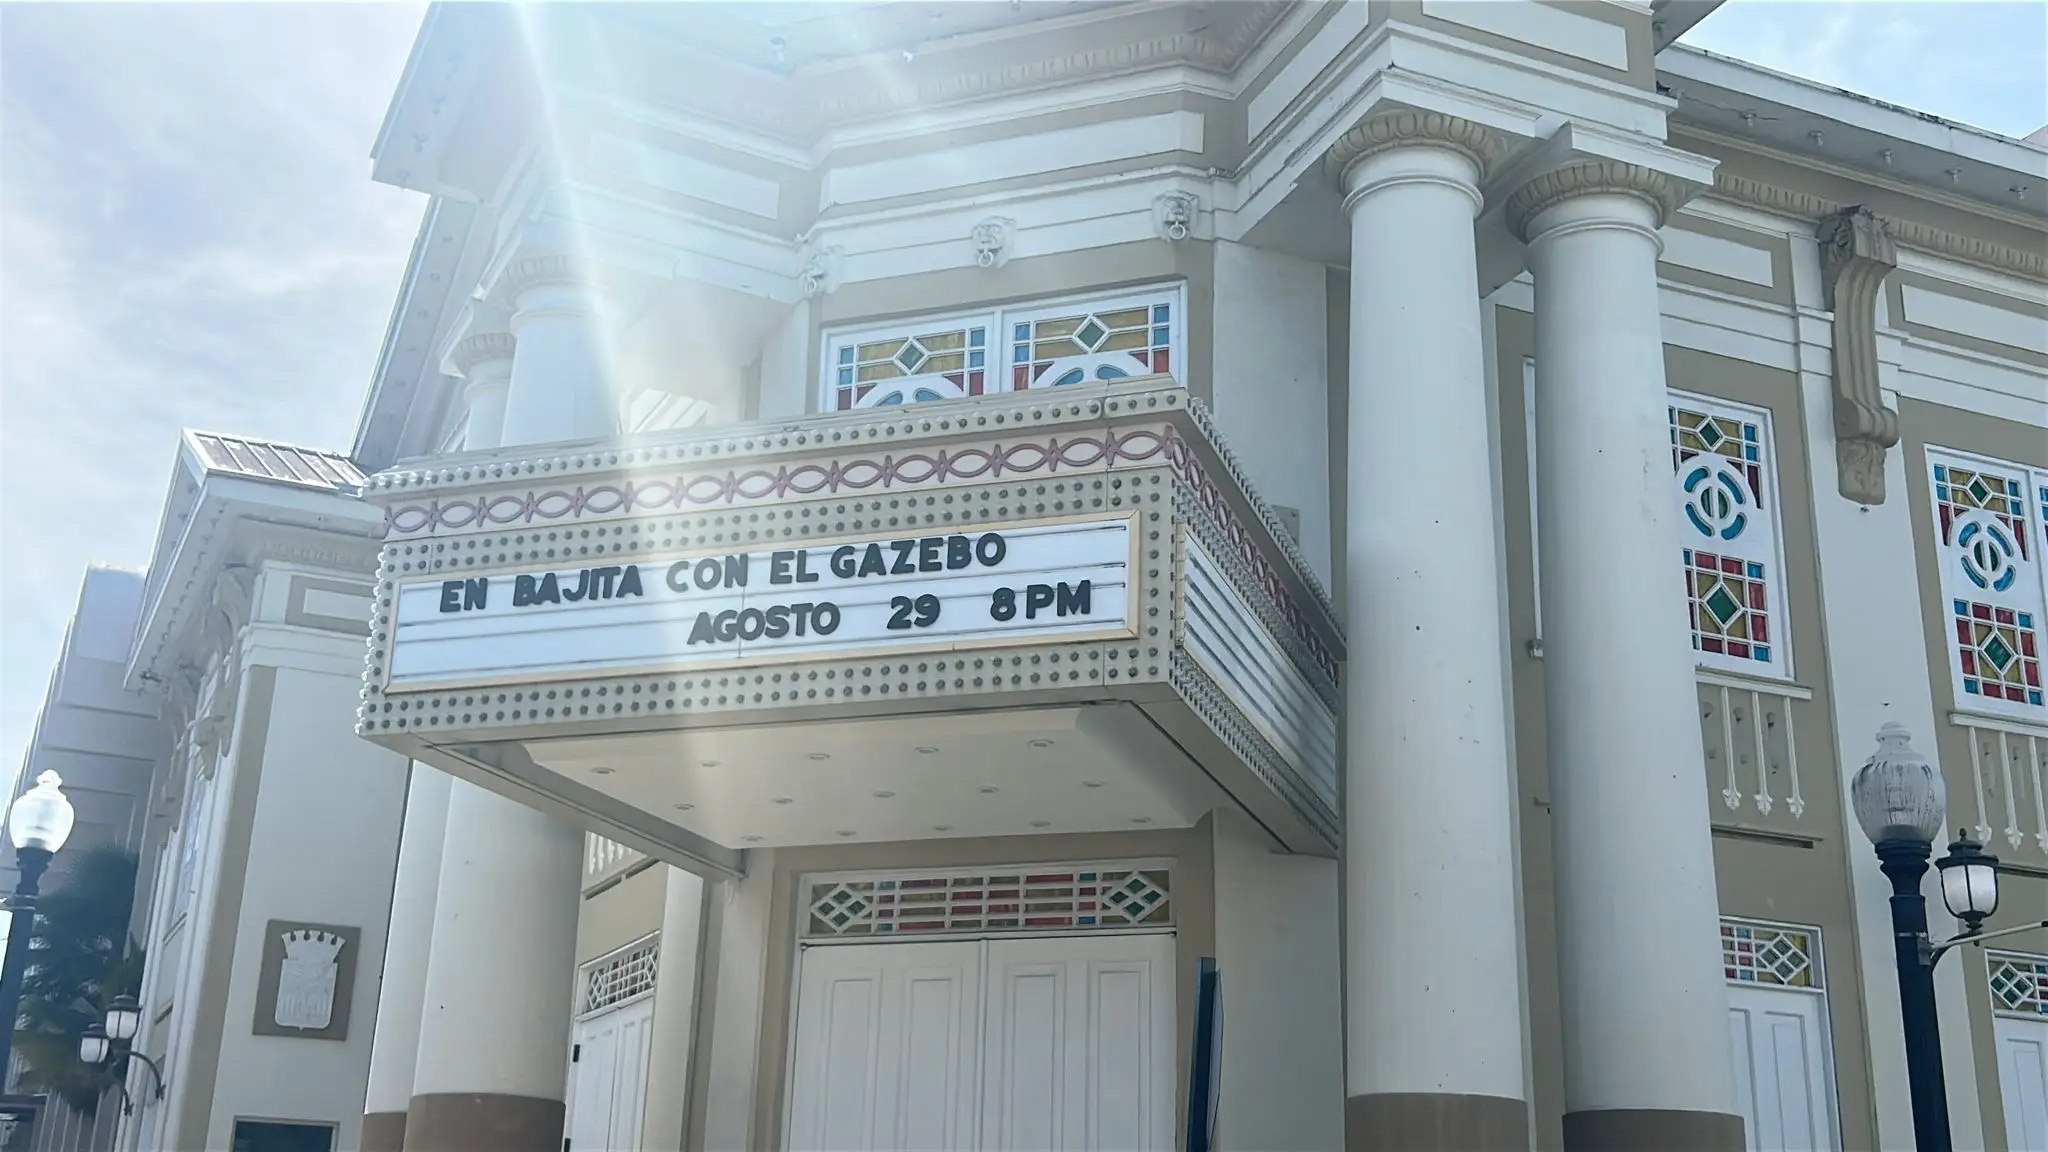 EN BAJITA CON EL GAZEBO
AGOSTO 29 8PM